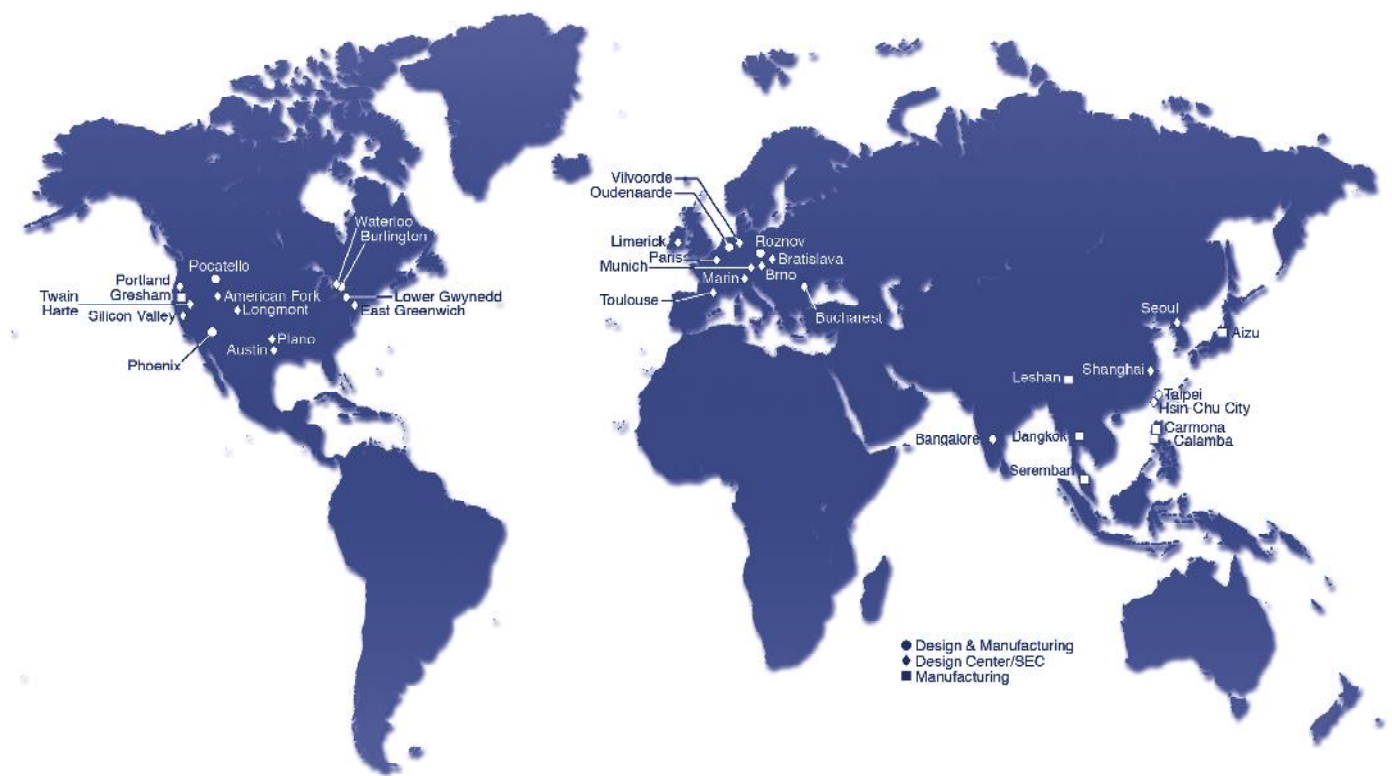 Vilvoorde
Oudenaarde
Waterloo
Burlington
Limerick
Roznov
Paris
Bratislava
Munich
Brno
Marin
Toulouse
Bucharest
Pocatello
Portland
Gresham
American Fork
Lower Gwynedd
Twain
Harte
Longmont
East Greenwich
Silicon Valley
Plano
Austin
Phoenix
Seoul
Aizu
Shanghai
Leshan
Taipei
Hsin Chu City
Carmona
Bangalore
Bangkok
Calamba
Seremban
Design & Manufacturing
Design Center/SEC
Manufacturing